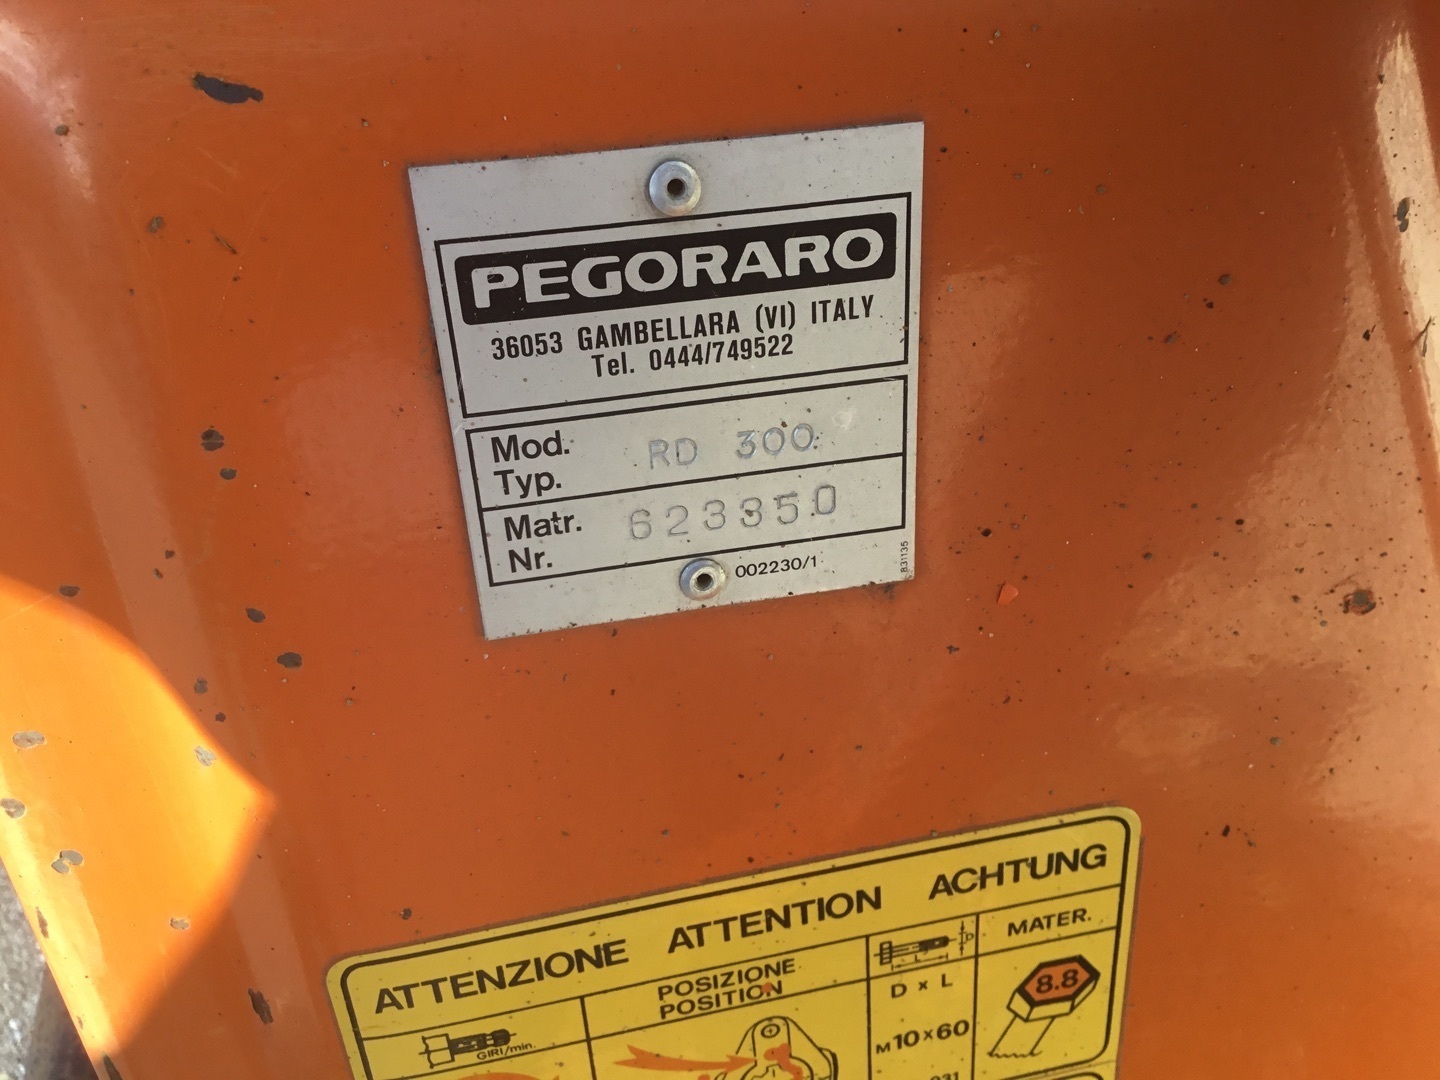 PEGORARO
36053 GAMBELLARA (VI) ITALY
Tel. 0444/749522
Mod. RD 300
Typ.
Matr. 623350
Nr.
002230/1
831135
ATTENZIONE ATTENTION ACHTUNG
POSIZIONE
POSITION
D L
D x L
MATER.
8.8
GIRI/min.
M10x60
931